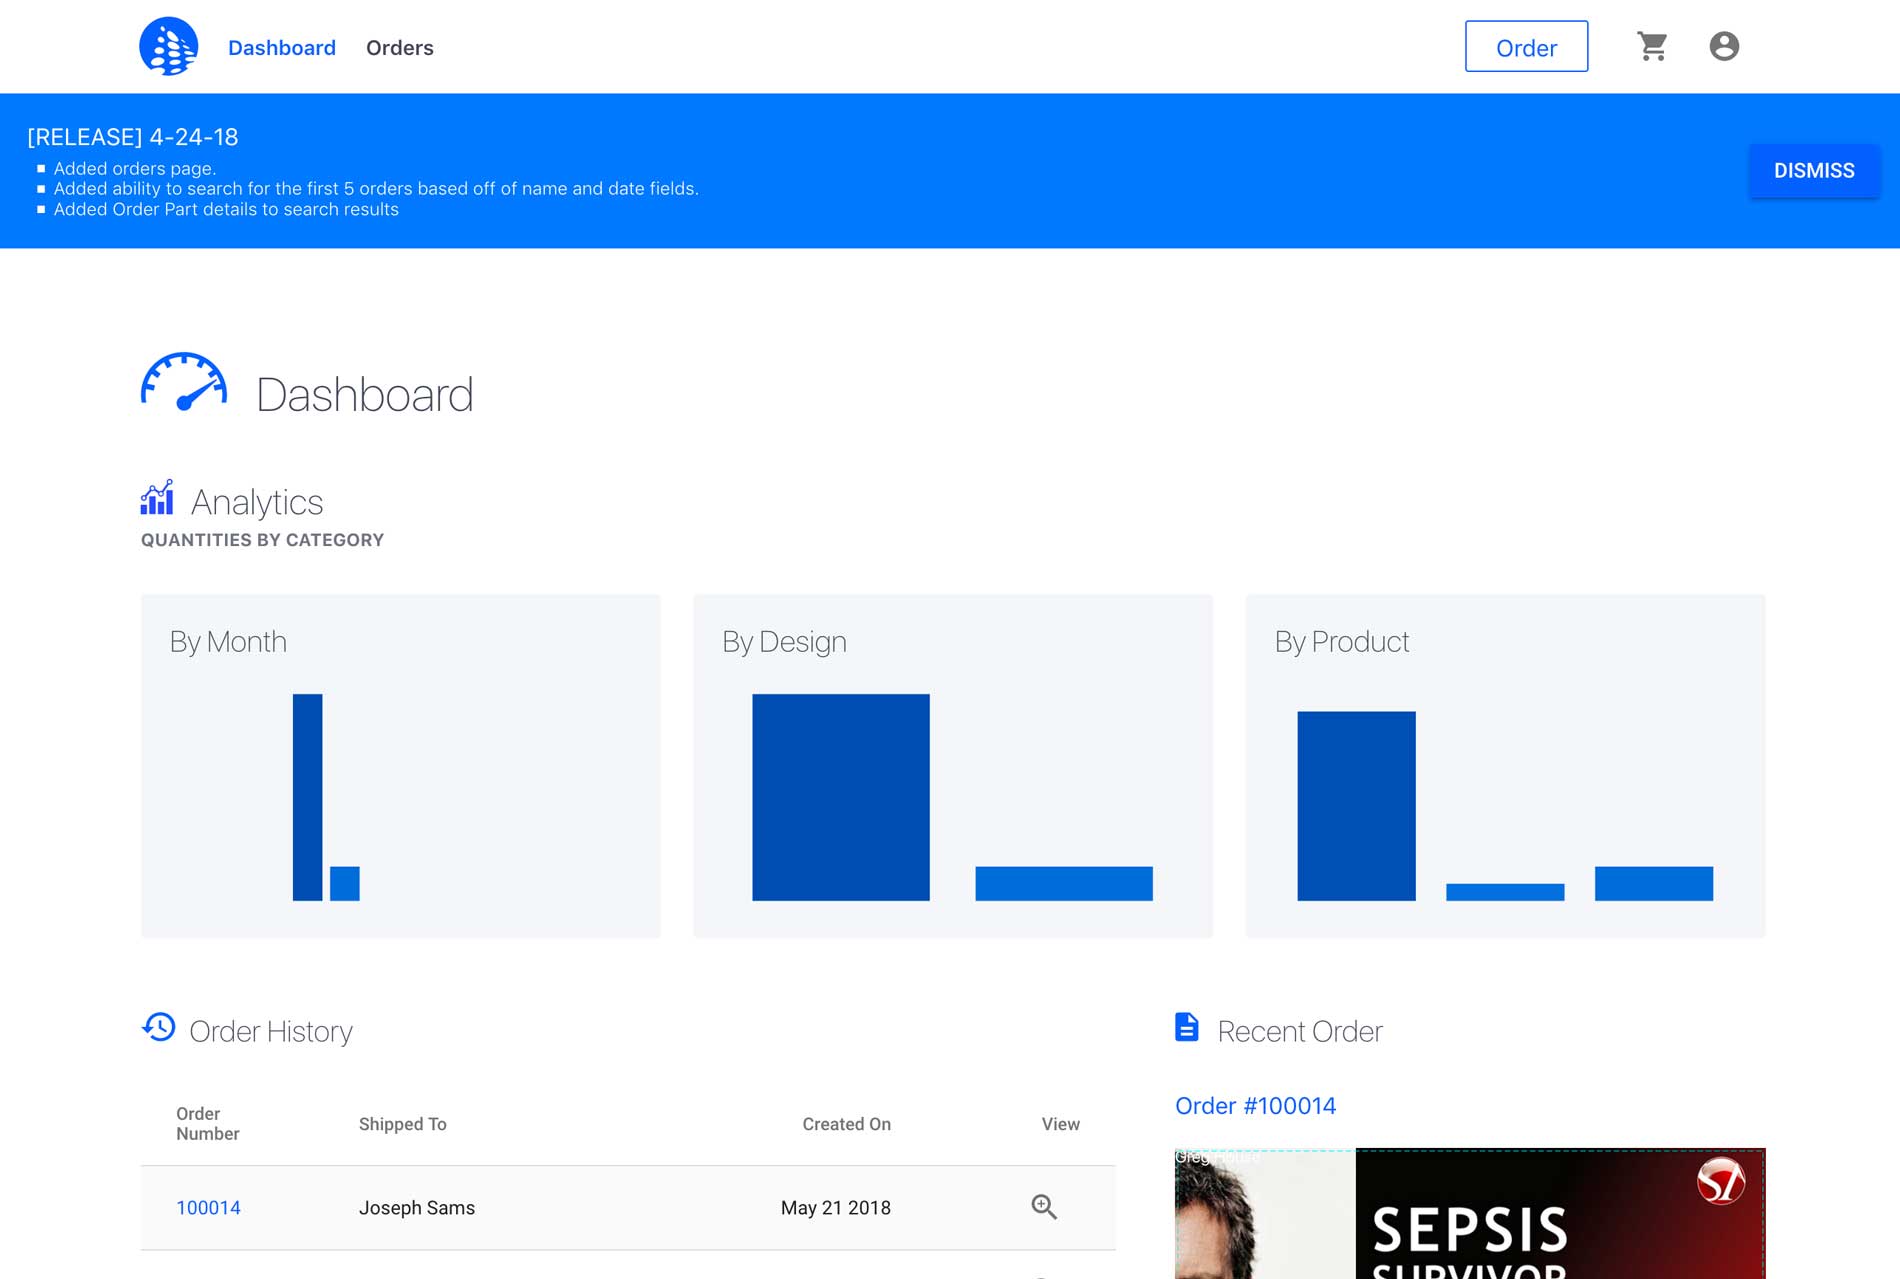 Dashboard Orders Order
[RELEASE] 4-24-18
Added orders page.
Added ability to search for the first 5 orders based off of name and date fields.
Added Order Part details to search results
DISMISS
Dashboard
Analytics
QUANTITIES BY CATEGORY
By Month
By Design
By Product
Order History
Order Number Shipped To Created On View
100014 Joseph Sams May 21 2018
Recent Order
Order #100014
Greg House
SEPSIS
SURVIVOR